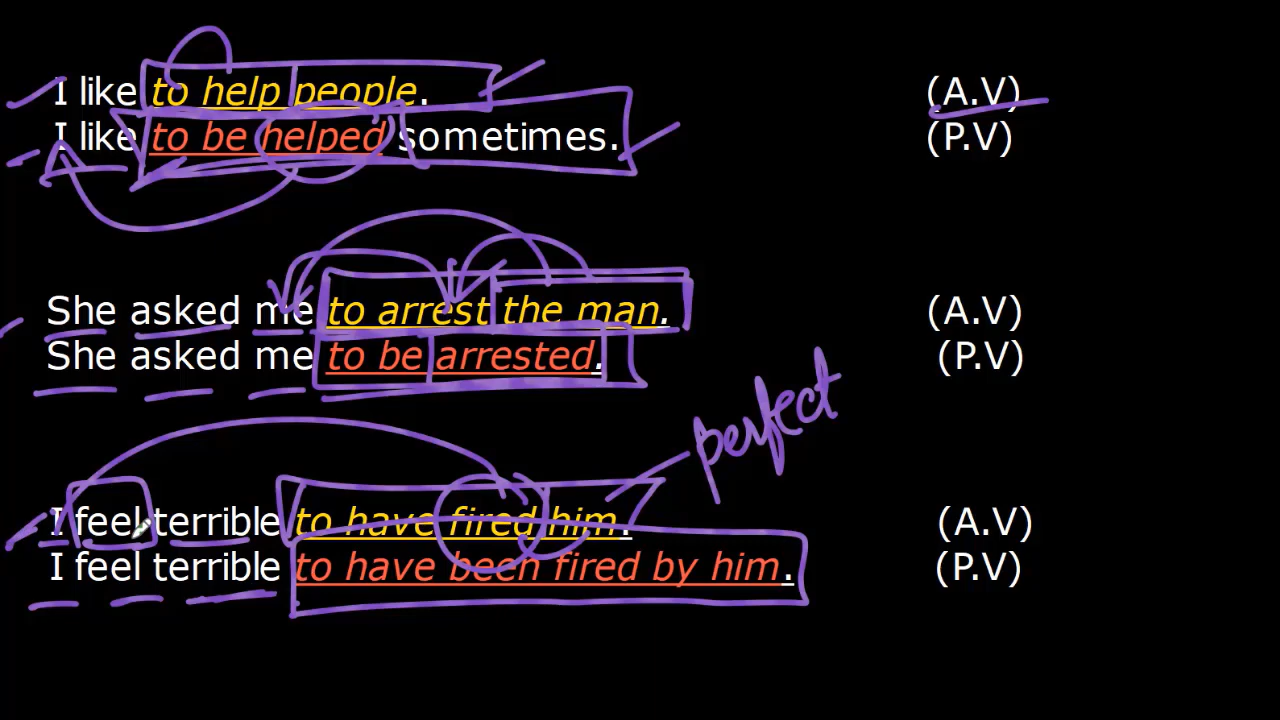 I like to help people. (A.V)
I like to be helped sometimes. (P.V)
She asked me to arrest the man. (A.V)
She asked me to be arrested. (P.V)
perfect
I feel terrible to have fired him. (A.V)
I feel terrible to have been fired by him. (P.V)